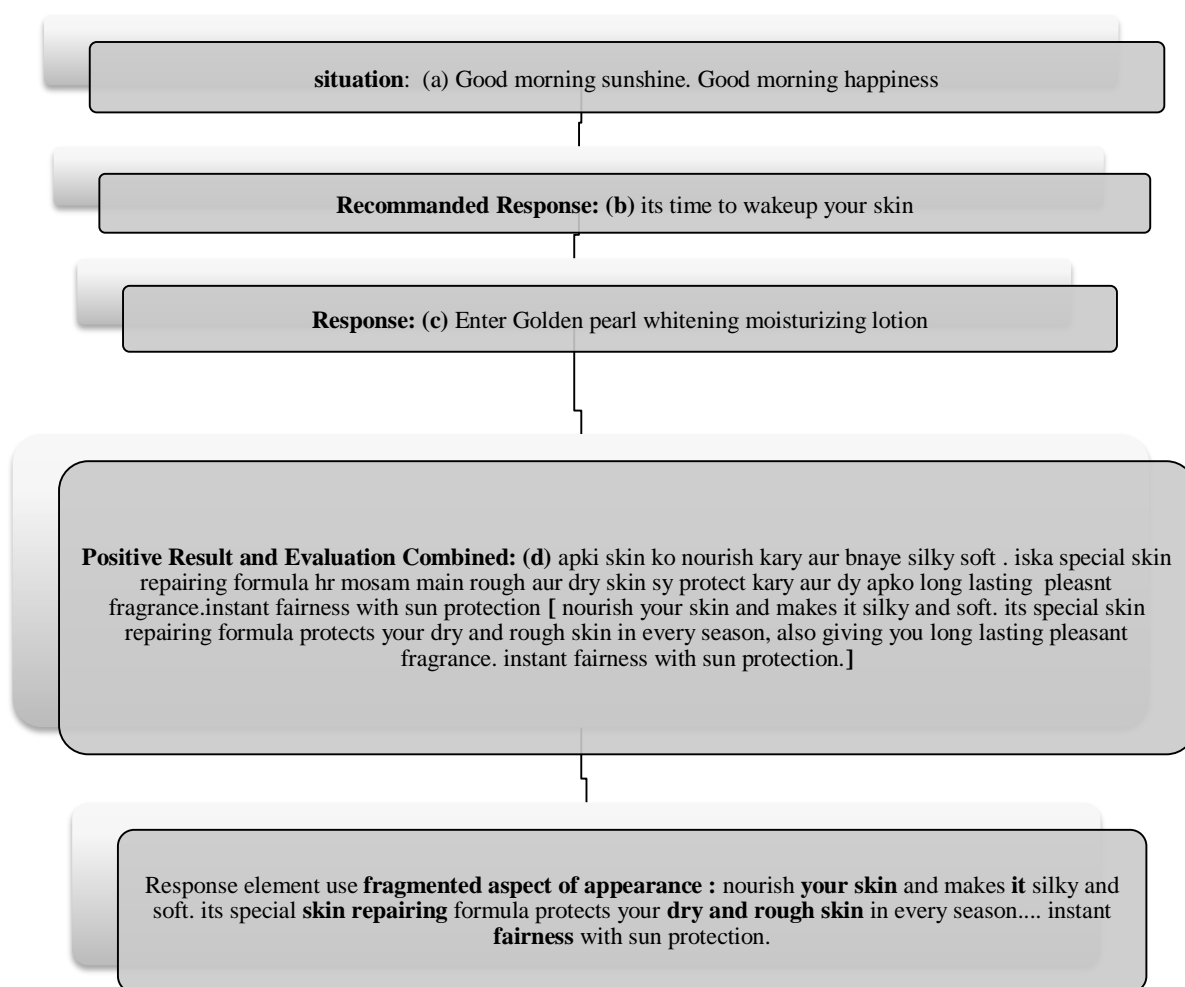 situation: (a) Good morning sunshine. Good morning happiness
Recommanded Response: (b) its time to wakeup your skin
Response: (c) Enter Golden pearl whitening moisturizing lotion
Positive Result and Evaluation Combined: (d) apki skin ko nourish kary aur bnaye silky soft . iska special skin
repairing formula hr mosam main rough aur dry skin sy protect kary aur dy apko long lasting pleasnt
fragrance.instant fairness with sun protection [ nourish your skin and makes it silky and soft. its special skin
repairing formula protects your dry and rough skin in every season, also giving you long lasting pleasant
fragrance. instant fairness with sun protection.]
Response element use fragmented aspect of appearance : nourish your skin and makes it silky and
soft. its special skin repairing formula protects your dry and rough skin in every season.... instant
fairness with sun protection.